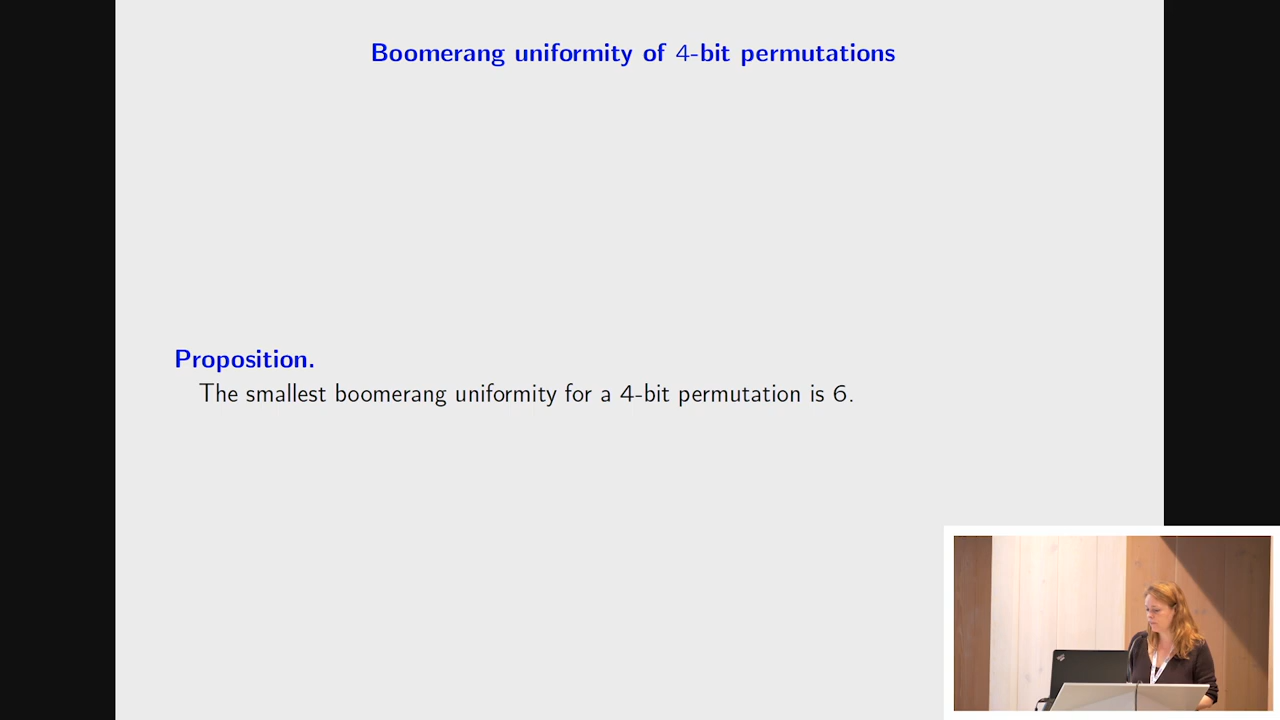 Boomerang uniformity of 4-bit permutations
Proposition.
The smallest boomerang uniformity for a 4-bit permutation is 6.